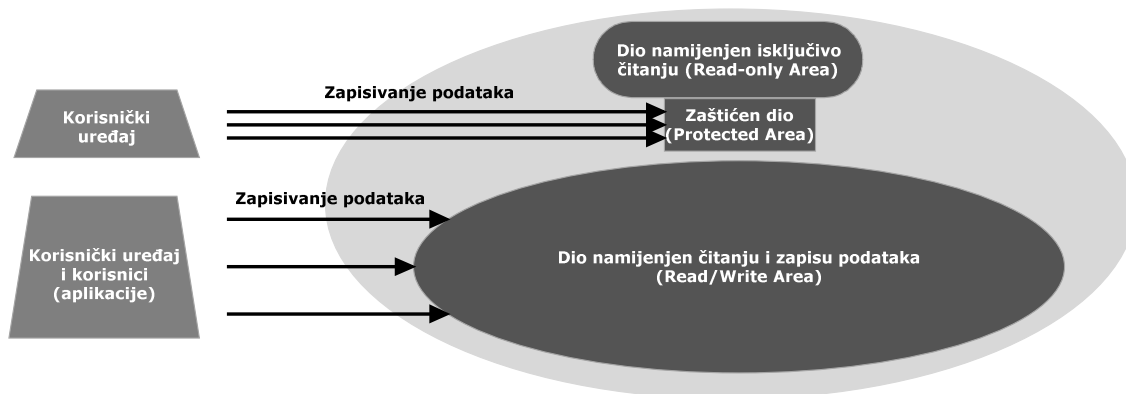 Dio namijenjen isključivo
čitanju (Read-only Area)
Zapisivanje podataka
Korisnički
uređaj
Zaštićen dio
(Protected Area)
Zapisivanje podataka
Korisnički uređaj
i korisnici
(aplikacije)
Dio namijenjen čitanju i zapisu podataka
(Read/Write Area)